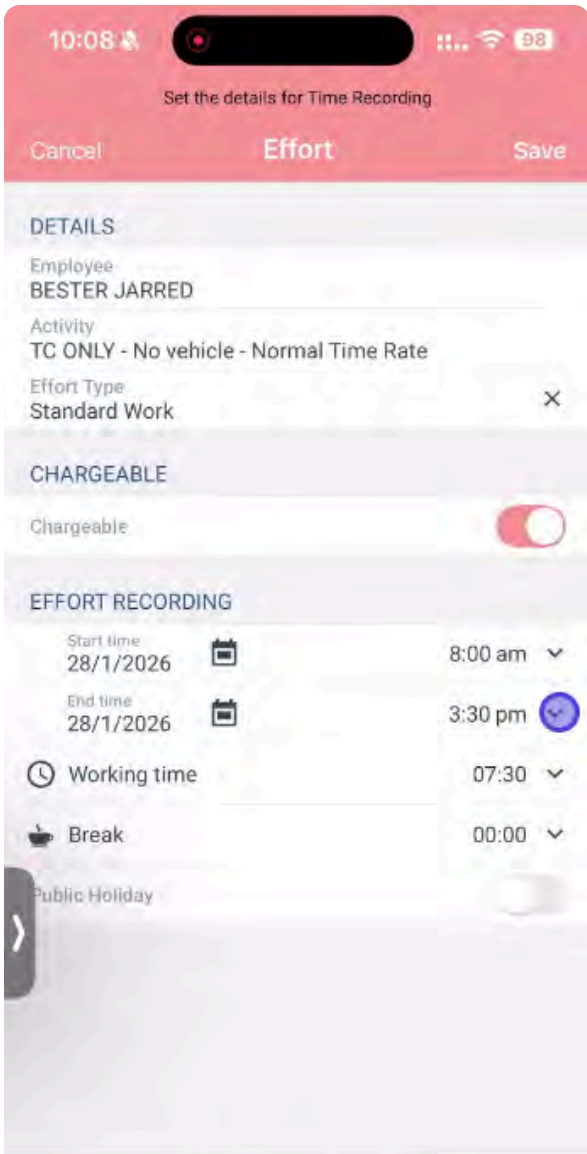 10:08
98
Set the details for Time Recording
Cancel Effort Save
DETAILS
Employee
BESTER JARRED
Activity
TC ONLY - No vehicle - Normal Time Rate
Effort Type
Standard Work
CHARGEABLE
Chargeable
EFFORT RECORDING
Start time
28/1/2026 8:00 am
End time
28/1/2026 3:30 pm
Working time 07:30
Break 00:00
Public Holiday